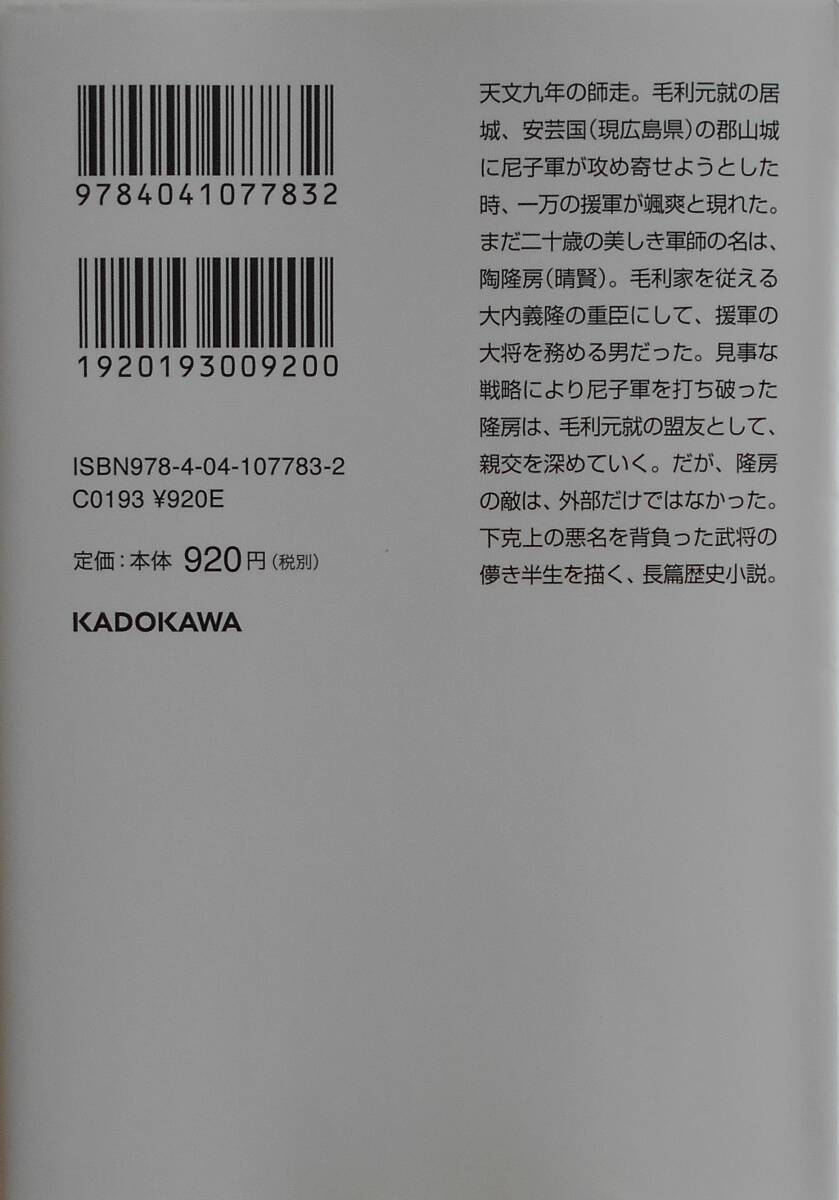 9784041077832
1920193009200
ISBN978-4-04-107783-2
C0193 ¥920E
定価：本体 920円（税別）
KADOKAWA
天文九年の師走。毛利元就の居
城、安芸国（現広島県）の郡山城
に尼子軍が攻め寄せようとした
時、一万の援軍が颯爽と現れた。
まだ二十歳の美しき軍師の名は、
陶隆房（晴賢）。毛利家を従える
大内義隆の重臣にして、援軍の
大将を務める男だった。見事な
戦略により尼子軍を打ち破った
隆房は、毛利元就の盟友として、
親交を深めていく。だが、隆房
の敵は、外部だけではなかった。
下克上の悪名を背負った武将の
儚き半生を描く、長篇歴史小説。